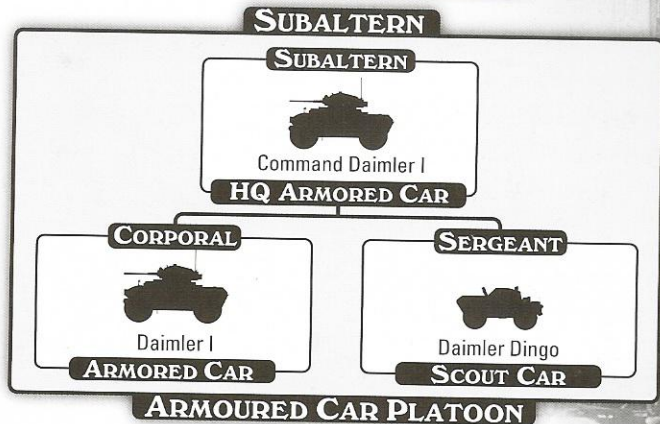 SUBALTERN
SUBALTERN
Command Daimler I
HQ ARMORED CAR
CORPORAL
Daimler I
ARMORED CAR
SERGEANT
Daimler Dingo
SCOUT CAR
ARMOURED CAR PLATOON